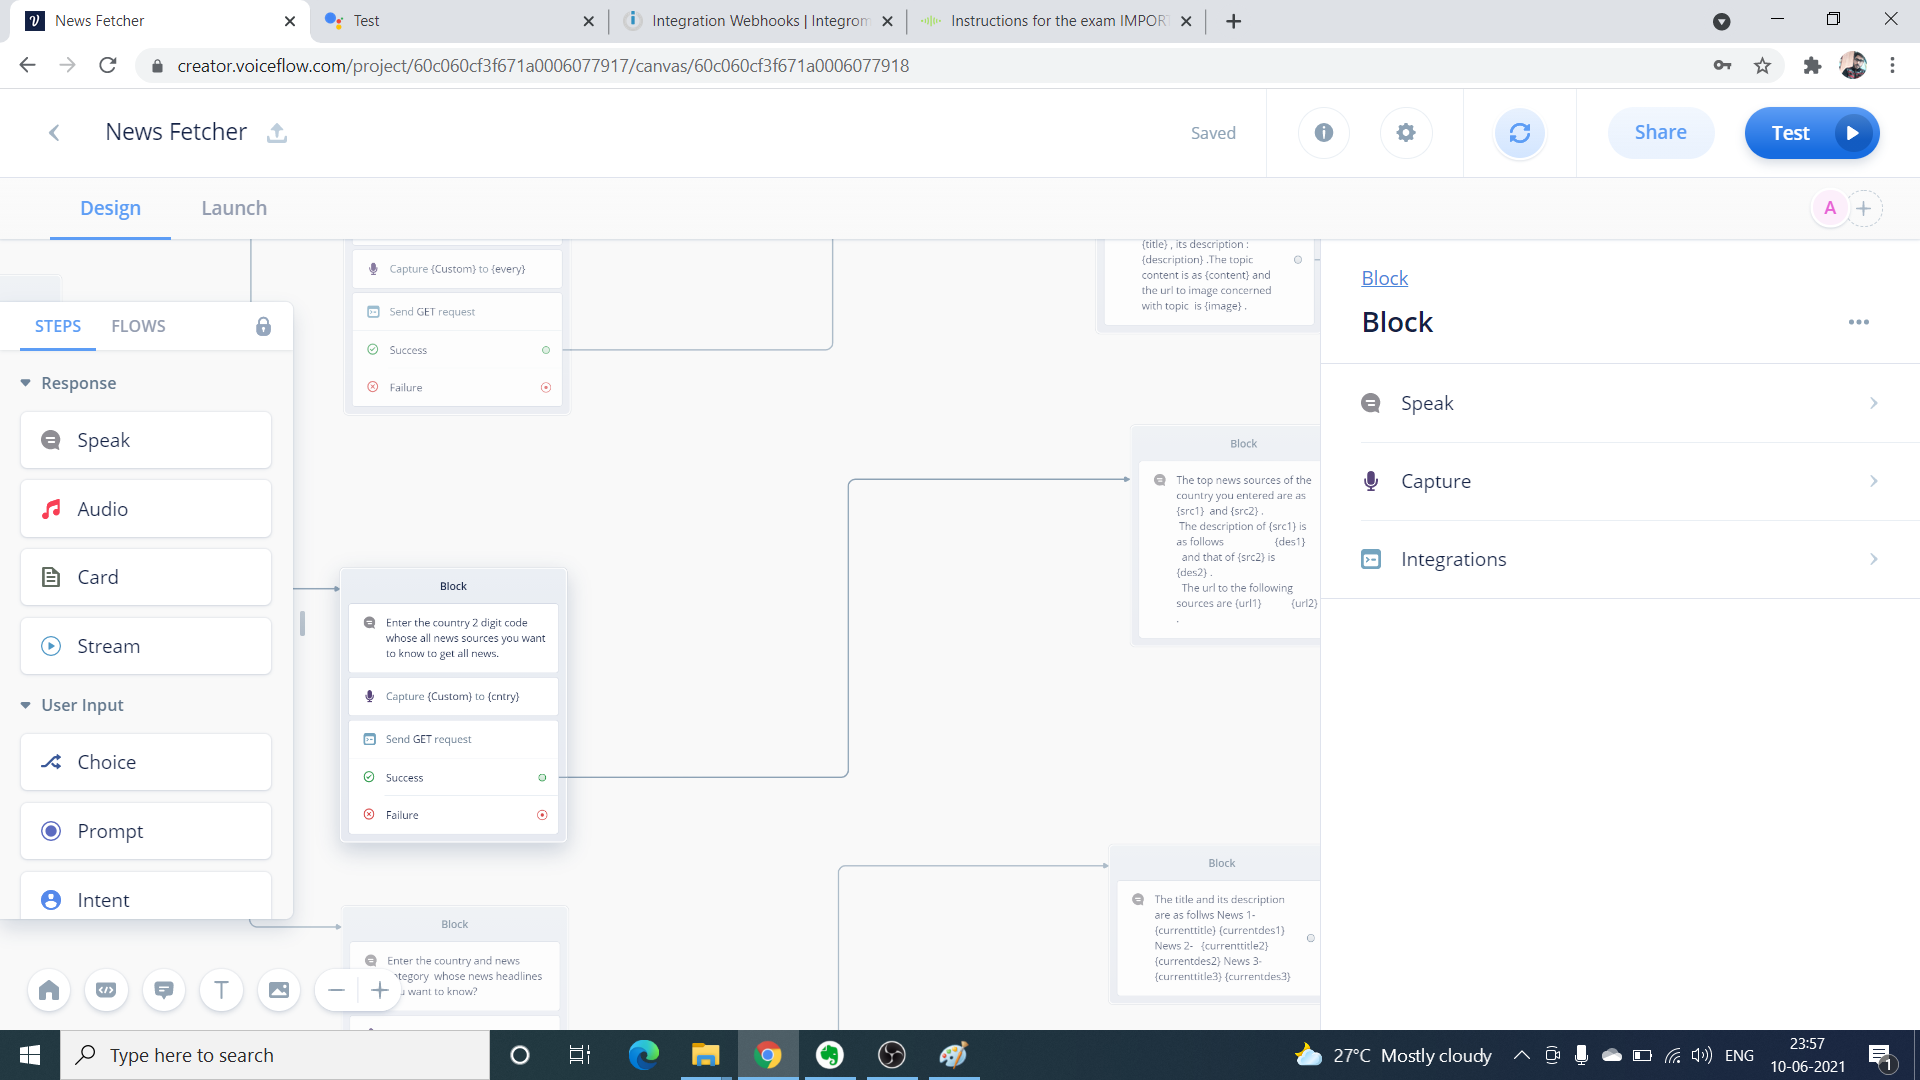 News Fetcher
Test
Integration Webhooks | Integrom
Instructions for the exam IMPORT
creator.voiceflow.com/project/60c060cf3f671a0006077917/canvas/60c060cf3f671a0006077918
News Fetcher
Saved
Share
Test
Design
Launch
A
STEPS
FLOWS
Response
Speak
Audio
Card
Stream
User Input
Choice
Prompt
Intent
Capture {Custom} to {every}
Send GET request
Success
Failure
{title} , its description :
{description} .The topic
content is as {content} and
the url to image concerned
with topic is {image} .
Block
The top news sources of the
country you entered are as
{src1} and {src2} .
The description of {src1} is
as follows {des1}
and that of {src2} is
{des2} .
The url to the following
sources are {url1} {url2}
.
Block
Enter the country 2 digit code
whose all news sources you want
to know to get all news.
Capture {Custom} to {cntry}
Send GET request
Success
Failure
Block
The title and its description
are as follws News 1-
{currenttitle} {currentdes1}
News 2- {currenttitle2}
{currentdes2} News 3-
{currenttitle3} {currentdes3}
Block
Enter the country and news
tegory whose news headlines
u want to know?
T
Block
Block
Speak
Capture
Integrations
Type here to search
27°C Mostly cloudy
ENG
23:57
10-06-2021
1